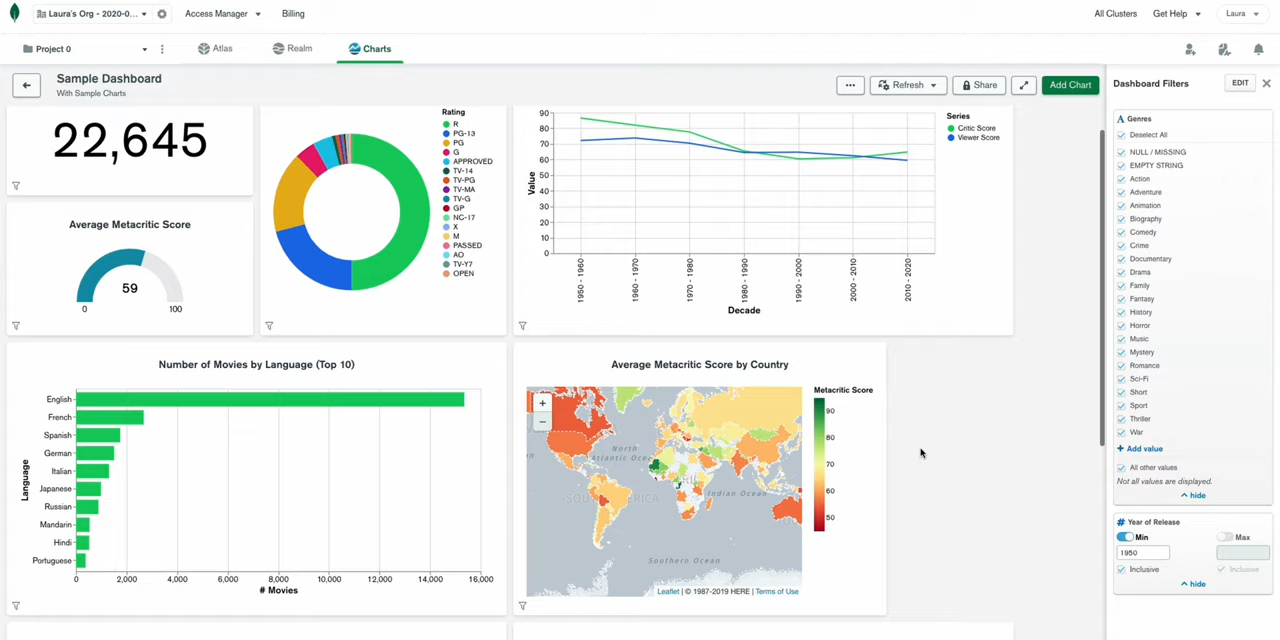 Laura's Org - 2020-0...
Access Manager
Billing
All Clusters
Get Help
Laura
Project 0
Atlas
Realm
Charts
Sample Dashboard
With Sample Charts
Refresh
Share
Add Chart
22,645
Average Metacritic Score
59
0
100
Rating
R
PG-13
PG
G
APPROVED
TV-14
TV-PG
TV-MA
TV-G
GP
NC-17
X
M
PASSED
AO
TV-Y7
OPEN
Value
90
80
70
60
50
40
30
20
10
0
1950 - 1960
1960 - 1970
1970 - 1980
1980 - 1990
1990 - 2000
2000 - 2010
2010 - 2020
Decade
Series
Critic Score
Viewer Score
Number of Movies by Language (Top 10)
Language
English
French
Spanish
German
Italian
Japanese
Russian
Mandarin
Hindi
Portuguese
0
2,000
4,000
6,000
8,000
10,000
12,000
14,000
16,000
# Movies
Average Metacritic Score by Country
+
−
North
Atlantic Ocean
SOUTH AMERICA
Indian Ocean
Southern Ocean
Leaflet | © 1987-2019 HERE | Terms of Use
Metacritic Score
90
80
70
60
50
Dashboard Filters
EDIT
Genres
Deselect All
NULL / MISSING
EMPTY STRING
Action
Adventure
Animation
Biography
Comedy
Crime
Documentary
Drama
Family
Fantasy
History
Horror
Music
Mystery
Romance
Sci-Fi
Short
Sport
Thriller
War
+ Add value
All other values
Not all values are displayed.
hide
# Year of Release
Min
Max
1950
Inclusive
Inclusive
hide